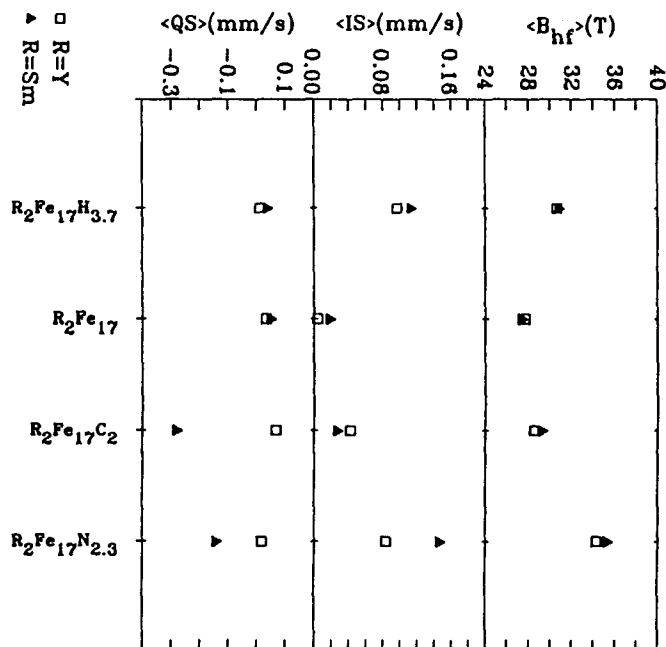 <QS>(mm/s) <IS>(mm/s) <B_hf>(T)
-0.3 -0.1 0.1 0.00 0.08 0.16 24 28 32 36 40
□ R=Y
▲ R=Sm
R₂Fe₁₇H₃.₇
R₂Fe₁₇
R₂Fe₁₇C₂
R₂Fe₁₇N₂.₃